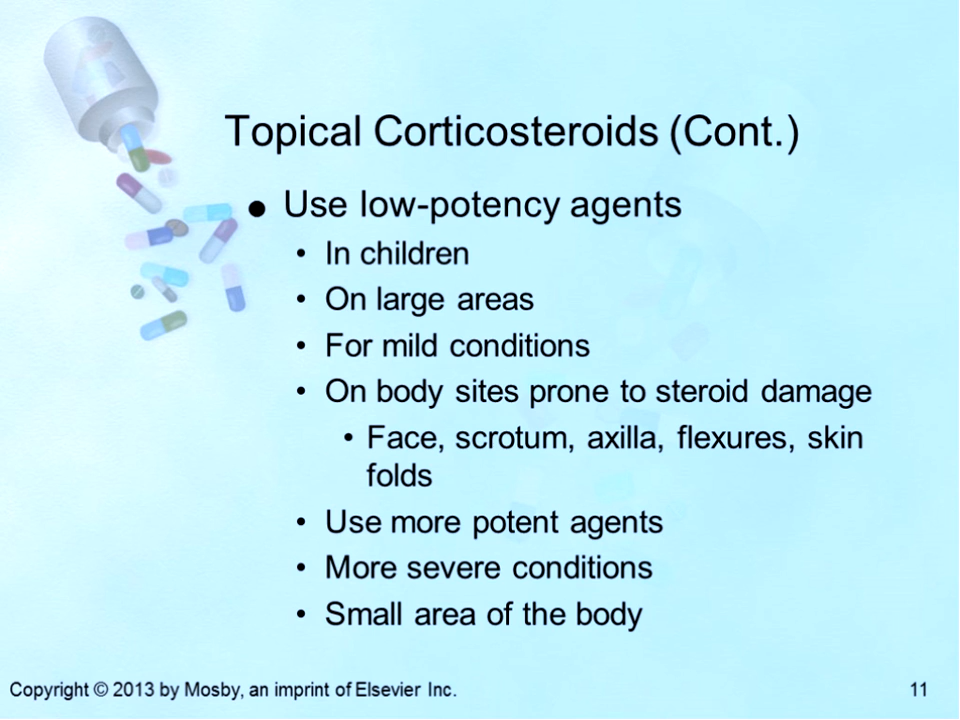 Topical Corticosteroids (Cont.)
● Use low-potency agents
• In children
• On large areas
• For mild conditions
• On body sites prone to steroid damage
• Face, scrotum, axilla, flexures, skin
folds
• Use more potent agents
• More severe conditions
• Small area of the body
Copyright © 2013 by Mosby, an imprint of Elsevier Inc.
11